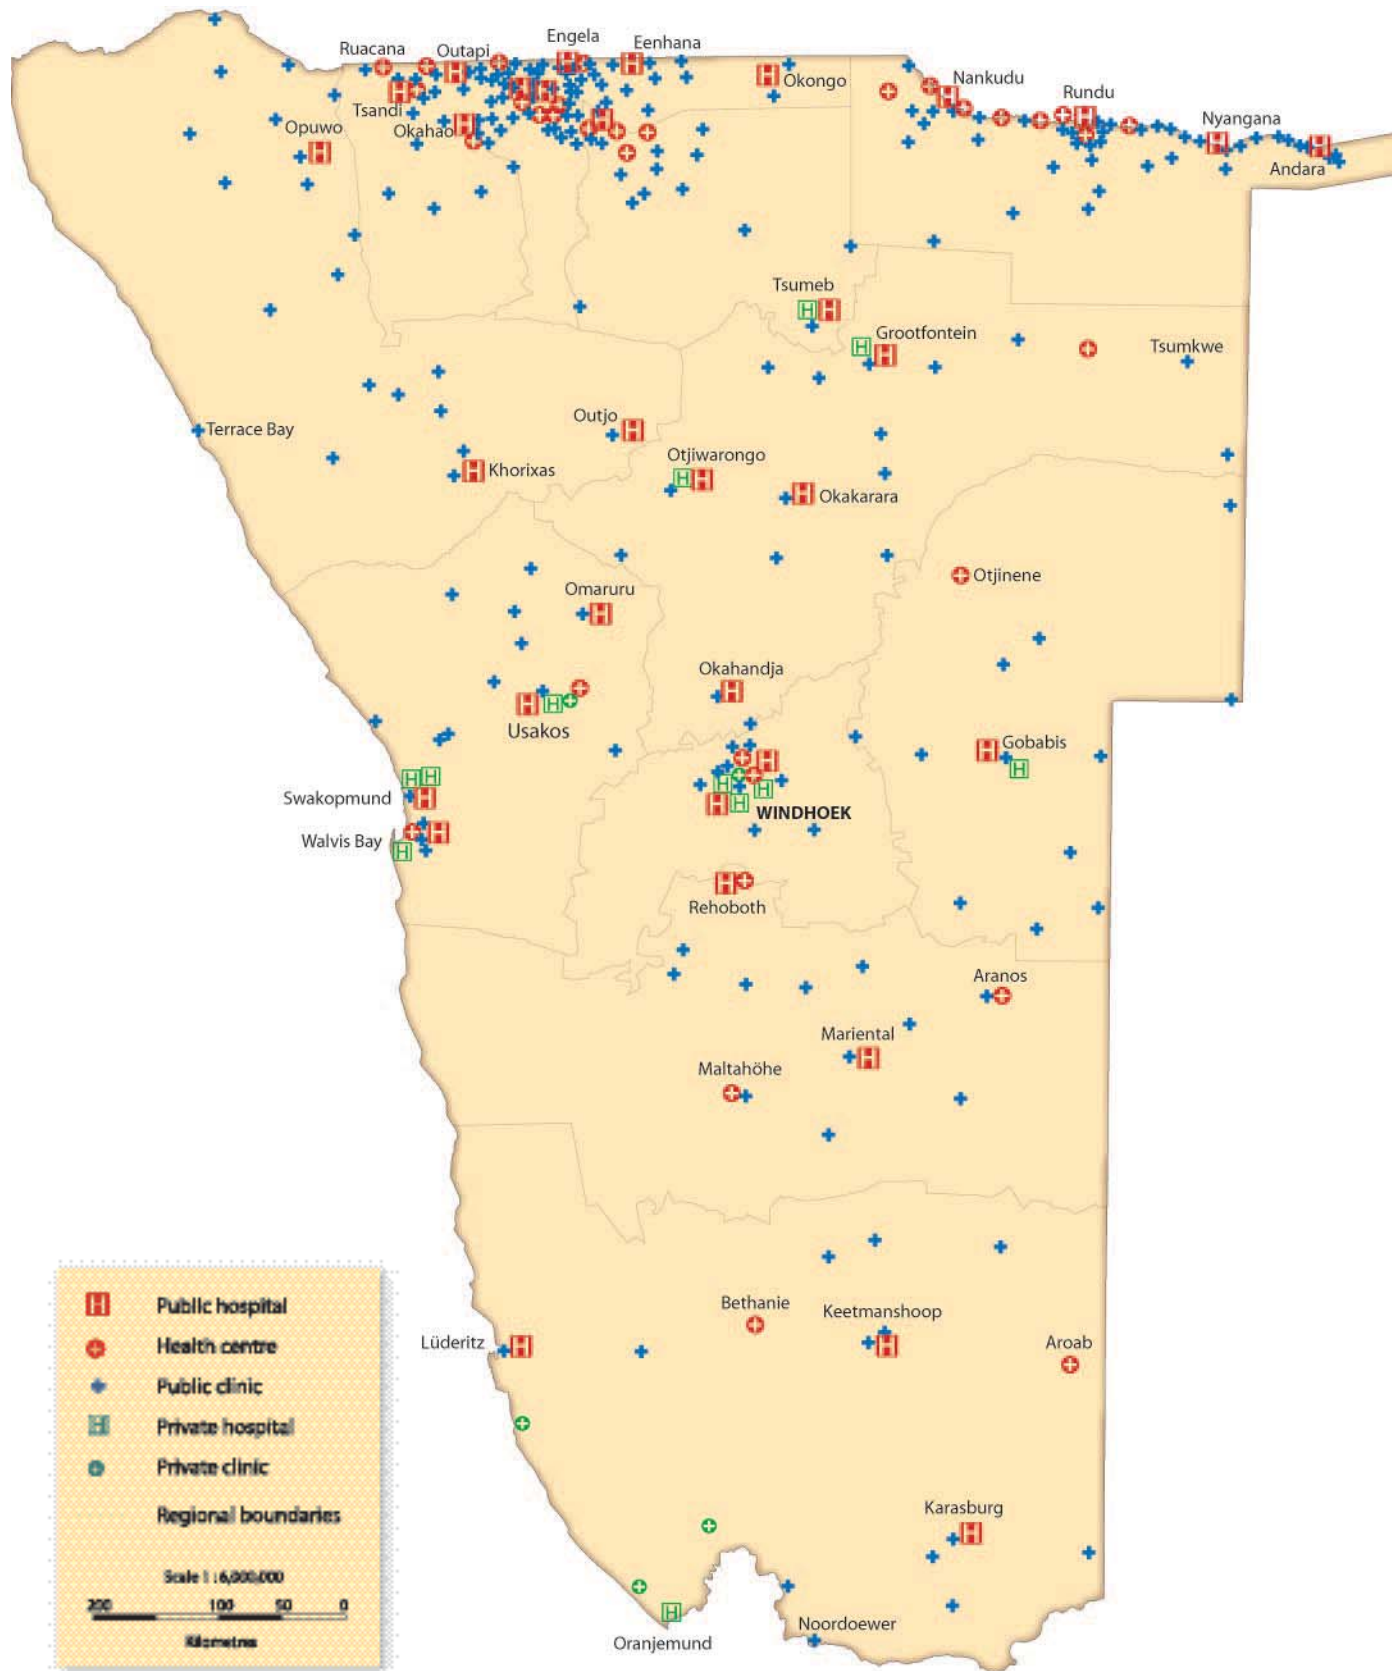 Engela
Ruacana
Outapi
Eenhana
Okongo
Nankudu
Rundu
Tsandi
Okahao
Opuwo
Nyangana
Andara
Tsumeb
Grootfontein
Tsumkwe
Terrace Bay
Outjo
Khorixas
Otjiwarongo
Okakarara
Otjinene
Omaruru
Okahandja
Usakos
Gobabis
Swakopmund
WINDHOEK
Walvis Bay
Rehoboth
Aranos
Mariental
Maltahöhe
Bethanie
Keetmanshoop
Lüderitz
Aroab
Karasburg
Noordoewer
Oranjemund
H Public hospital
Health centre
Public clinic
H Private hospital
Private clinic
Regional boundaries
Scale 1 :6,000,000
200 100 50 0
Kilometres